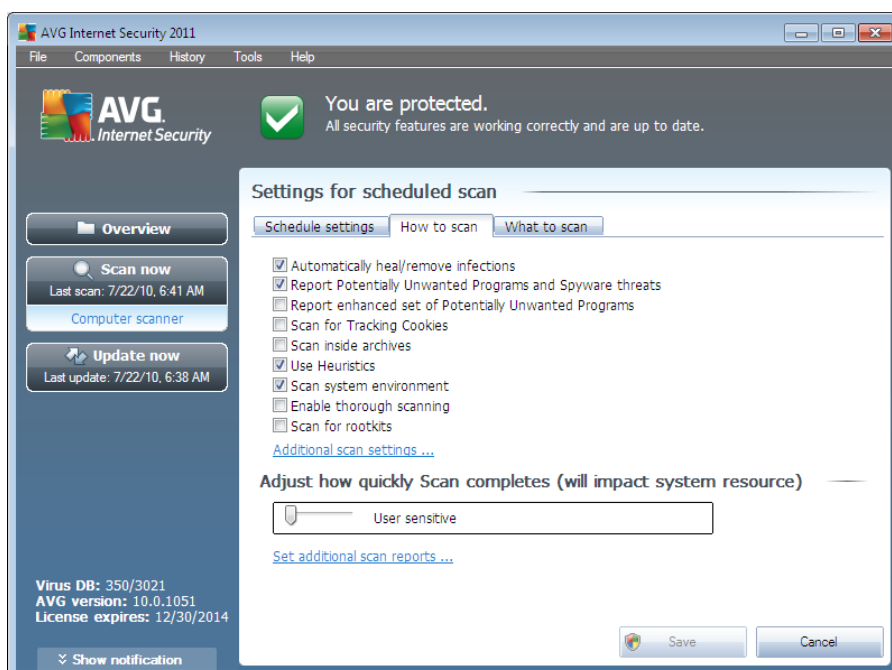 AVG Internet Security 2011
File Components History Tools Help
AVG.
Internet Security
You are protected.
All security features are working correctly and are up to date.
Overview
Scan now
Last scan: 7/22/10, 6:41 AM
Computer scanner
Update now
Last update: 7/22/10, 6:38 AM
Virus DB: 350/3021
AVG version: 10.0.1051
License expires: 12/30/2014
Show notification
Settings for scheduled scan
Schedule settings How to scan What to scan
Automatically heal/remove infections
Report Potentially Unwanted Programs and Spyware threats
Report enhanced set of Potentially Unwanted Programs
Scan for Tracking Cookies
Scan inside archives
Use Heuristics
Scan system environment
Enable thorough scanning
Scan for rootkits
Additional scan settings ...
Adjust how quickly Scan completes (will impact system resource)
User sensitive
Set additional scan reports ...
Save Cancel